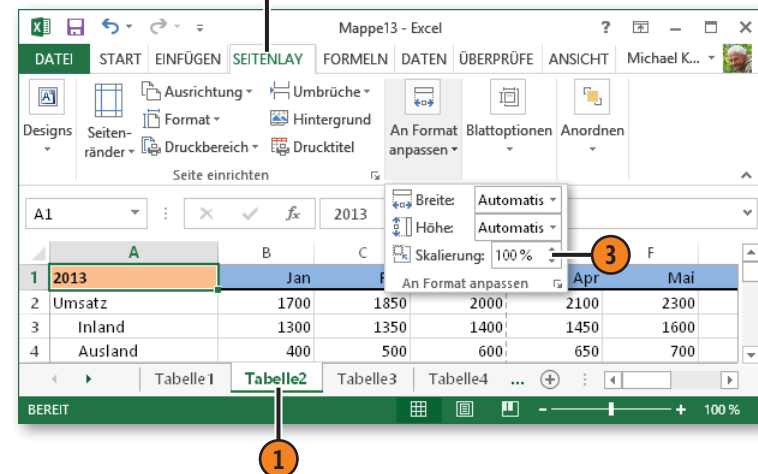 Mappe13 - Excel ?
DATEI START EINFÜGEN SEITENLAY FORMELN DATEN ÜBERPRÜFE ANSICHT Michael K...
Designs
Seiten-
ränder
Ausrichtung
Format
Druckbereich
Umbrüche
Hintergrund
Drucktitel
Seite einrichten
An Format
anpassen
Blattoptionen
Anordnen
Breite: Automatis
Höhe: Automatis
Skalierung: 100 %
An Format anpassen
3
A1 fx 2013
A B C F
1 2013 Jan F Apr Mai
2 Umsatz 1700 1850 2000 2100 2300
3 Inland 1300 1350 1400 1450 1600
4 Ausland 400 500 600 650 700
Tabelle1 Tabelle2 Tabelle3 Tabelle4 ...
BEREIT 100 %
1